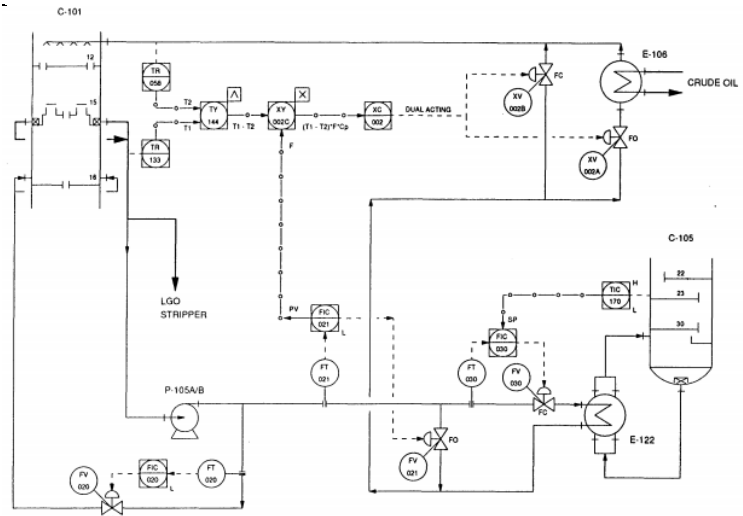 C-101
12
15
16
TR
058
T2
T1
TR
133
TY
144
Λ
T1 - T2
XY
002C
X
(T1 - T2)*F*Cp
XC
002
DUAL ACTING
F
XV
002B
FC
E-106
CRUDE OIL
FO
XV
002A
LGO
STRIPPER
PV
FIC
021
L
FT
021
SP
FIC
030
TIC
170
H
L
C-105
22
23
30
FT
030
FV
030
FC
P-105A/B
FO
FV
021
E-122
FV
020
FIC
020
L
FT
020